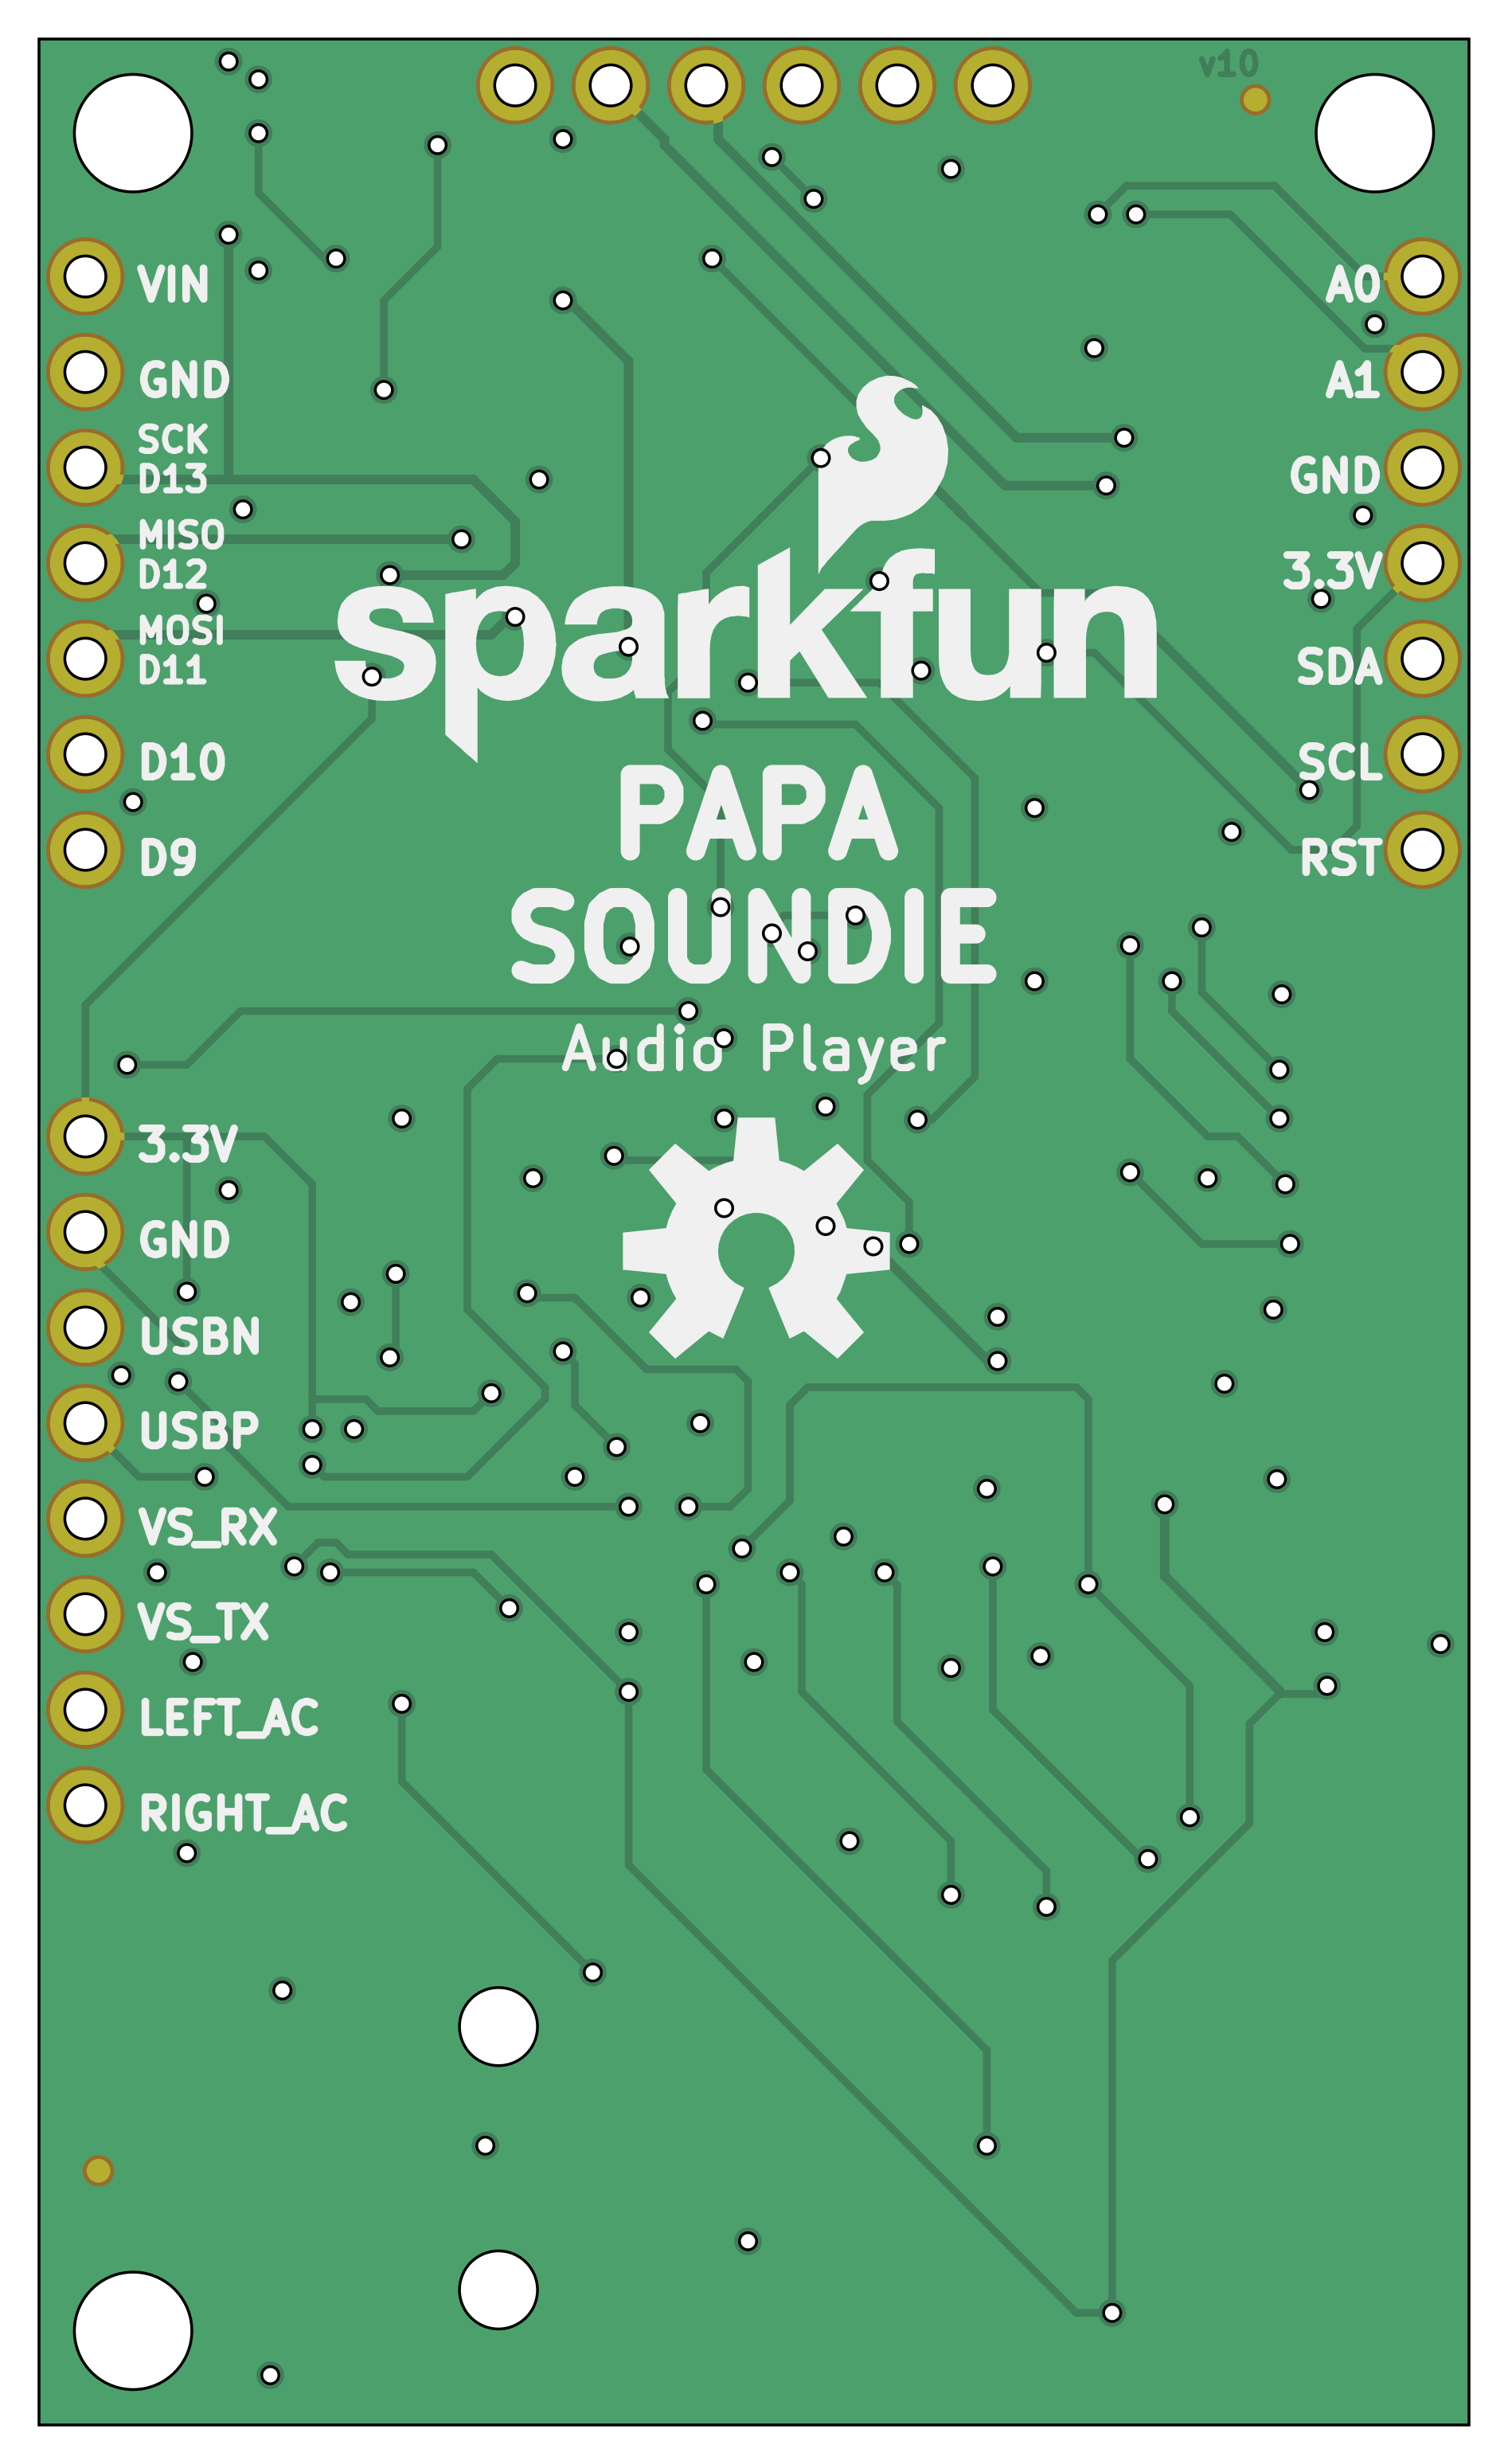 v10
VIN
GND
SCK
D13
MISO
D12
MOSI
D11
D10
D9
A0
A1
GND
3.3V
SDA
SCL
RST
sparkfun
PAPA
SOUNDIE
Audio Player
3.3V
GND
USBN
USBP
VS_RX
VS_TX
LEFT_AC
RIGHT_AC